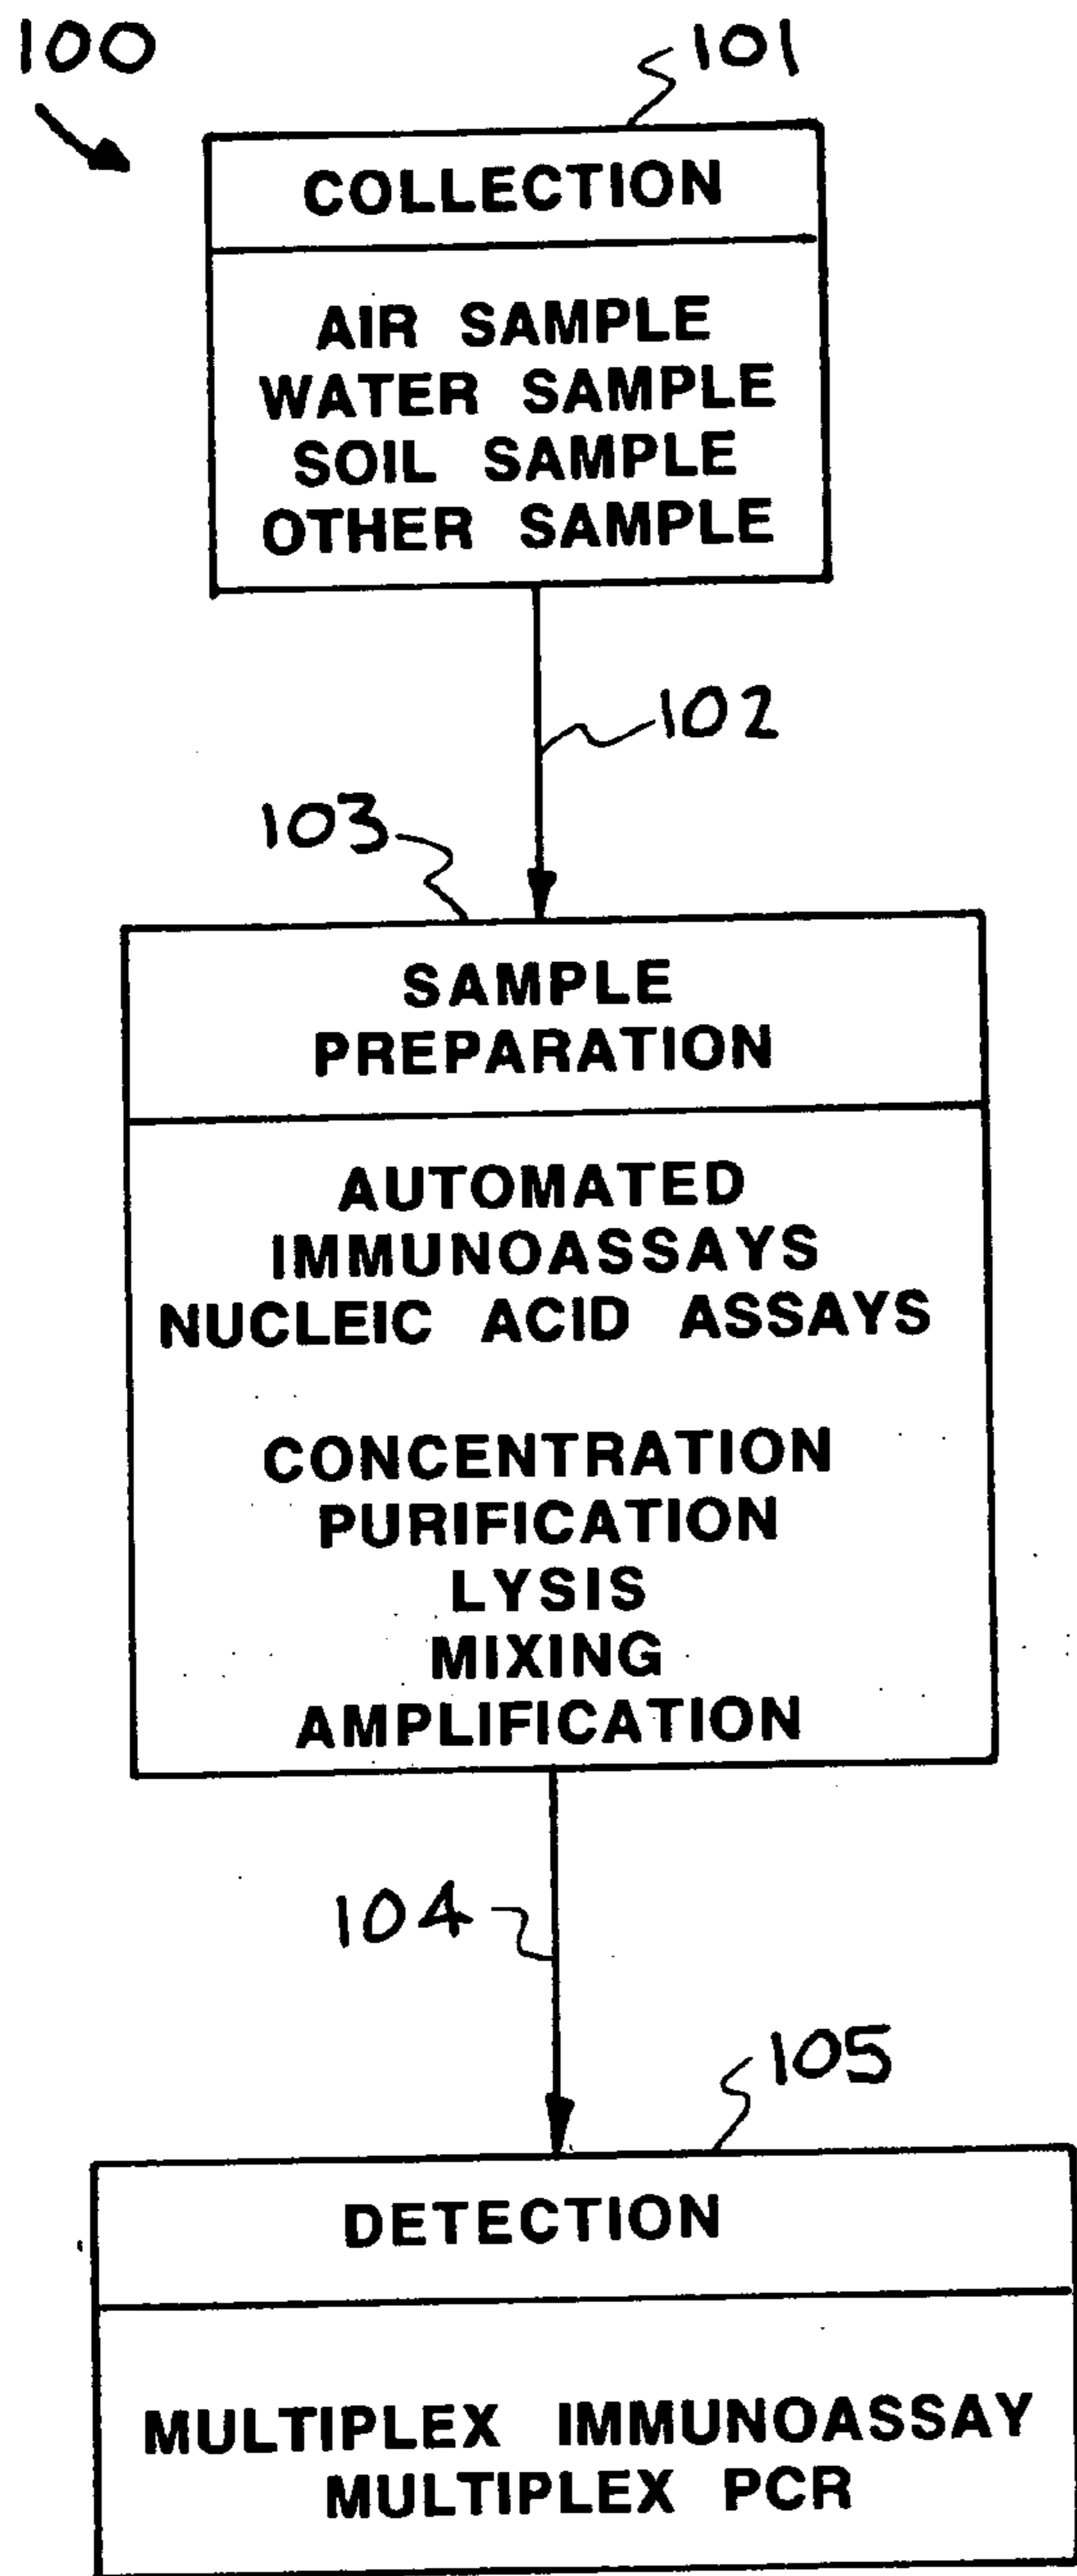 100
101
COLLECTION
AIR SAMPLE
WATER SAMPLE
SOIL SAMPLE
OTHER SAMPLE
102
103
SAMPLE
PREPARATION
AUTOMATED
IMMUNOASSAYS
NUCLEIC ACID ASSAYS
CONCENTRATION
PURIFICATION
LYSIS
MIXING
AMPLIFICATION
104
105
DETECTION
MULTIPLEX IMMUNOASSAY
MULTIPLEX PCR